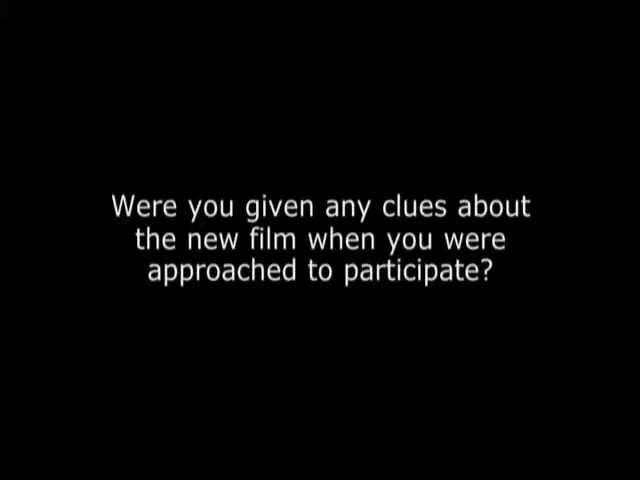 Were you given any clues about
the new film when you were
approached to participate?